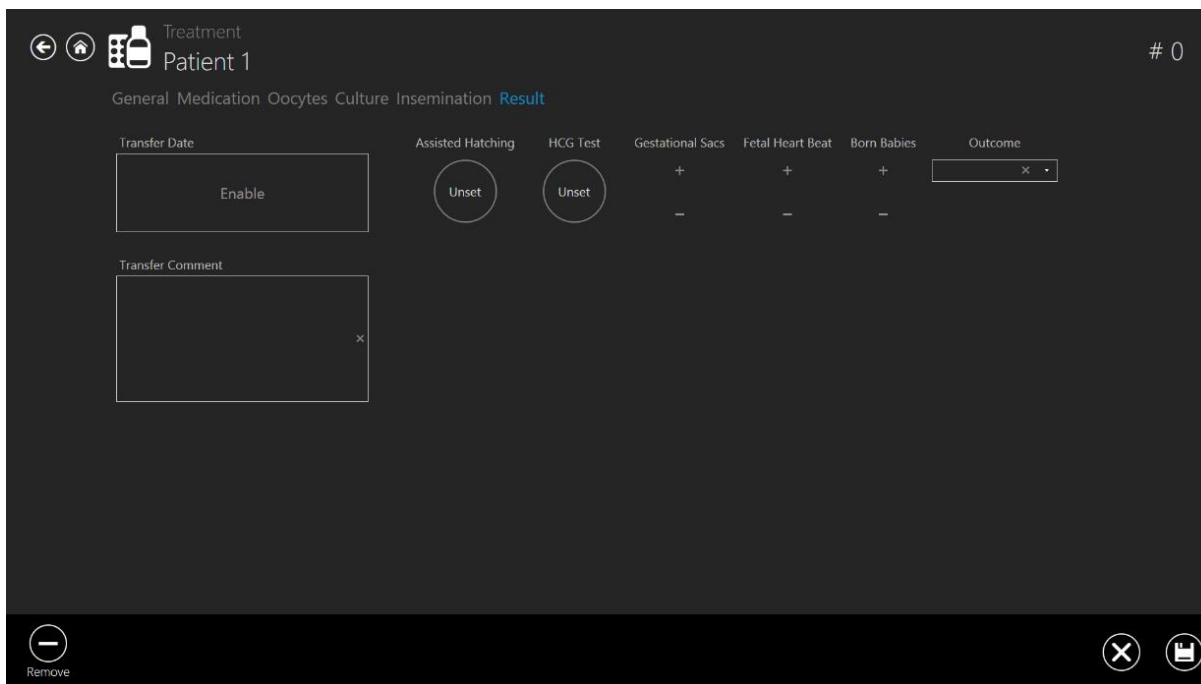 Treatment
Patient 1
# 0
General Medication Oocytes Culture Insemination Result
Transfer Date
Assisted Hatching
HCG Test
Gestational Sacs
Fetal Heart Beat
Born Babies
Outcome
Enable
Unset
Unset
+
+
+
×
−
−
−
Transfer Comment
×
Remove